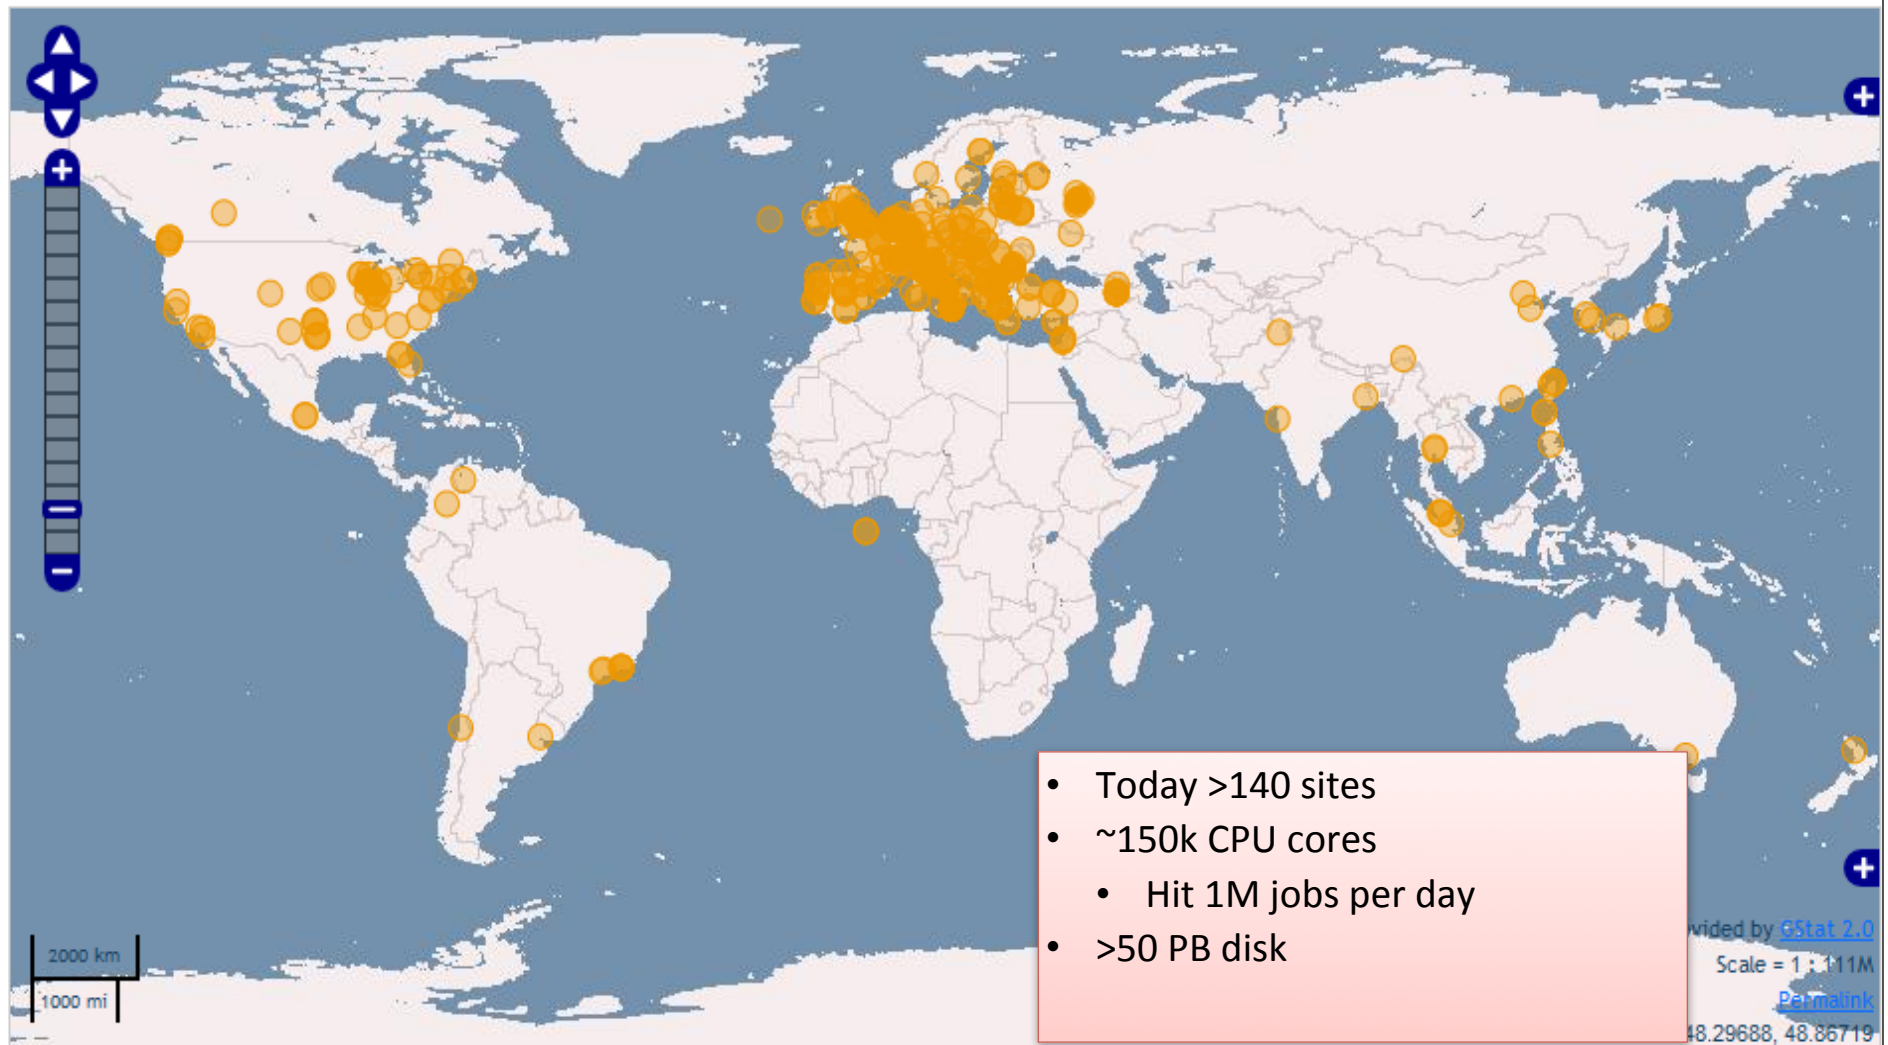 • Today >140 sites
• ~150k CPU cores
• Hit 1M jobs per day
• >50 PB disk
2000 km
1000 mi
vided by GStat 2.0
Scale = 1 : 111M
Permalink
48.29688, 48.86719